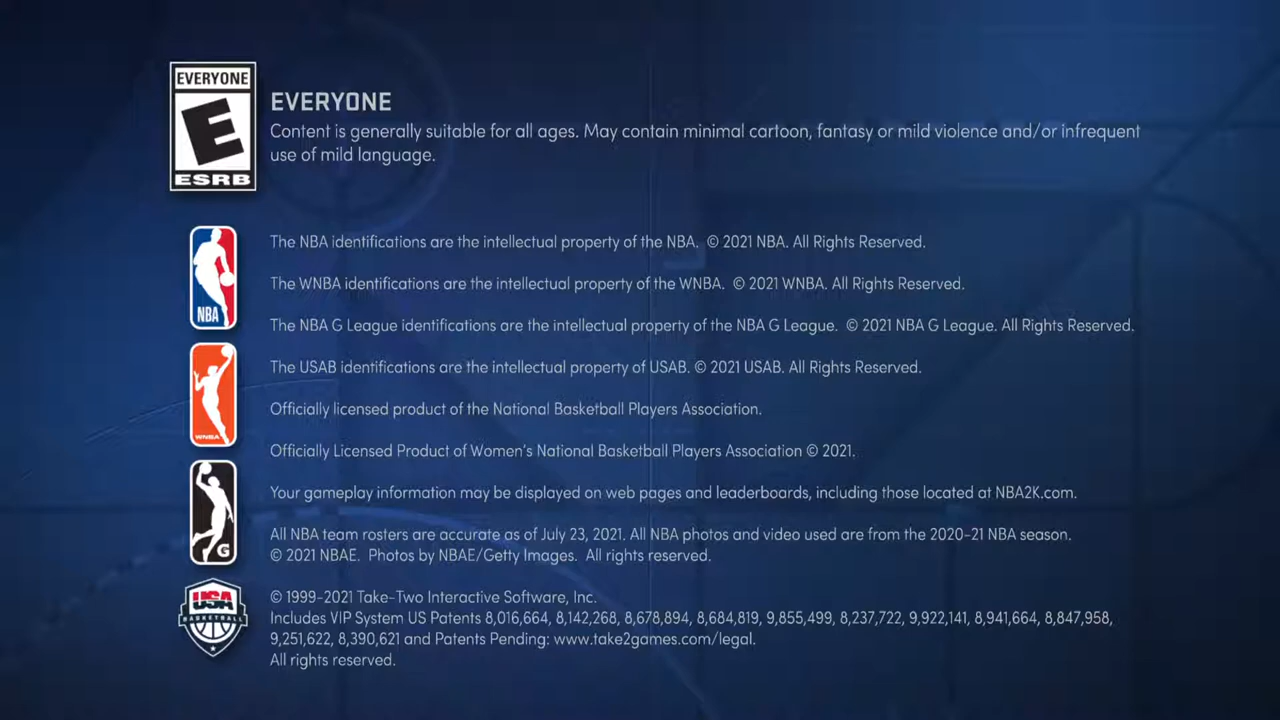 EVERYONE
E
ESRB
EVERYONE
Content is generally suitable for all ages. May contain minimal cartoon, fantasy or mild violence and/or infrequent
use of mild language.
NBA
The NBA identifications are the intellectual property of the NBA.  © 2021 NBA. All Rights Reserved.
The WNBA identifications are the intellectual property of the WNBA.  © 2021 WNBA. All Rights Reserved.
The NBA G League identifications are the intellectual property of the NBA G League.  © 2021 NBA G League. All Rights Reserved.
WNBA
The USAB identifications are the intellectual property of USAB. © 2021 USAB. All Rights Reserved.
Officially licensed product of the National Basketball Players Association.
Officially Licensed Product of Women's National Basketball Players Association © 2021.
G
Your gameplay information may be displayed on web pages and leaderboards, including those located at NBA2K.com.
All NBA team rosters are accurate as of July 23, 2021. All NBA photos and video used are from the 2020-21 NBA season.
© 2021 NBAE.  Photos by NBAE/Getty Images.  All rights reserved.
USA
BASKETBALL
© 1999-2021 Take-Two Interactive Software, Inc.
Includes VIP System US Patents 8,016,664, 8,142,268, 8,678,894, 8,684,819, 9,855,499, 8,237,722, 9,922,141, 8,941,664, 8,847,958,
9,251,622, 8,390,621 and Patents Pending: www.take2games.com/legal.
All rights reserved.